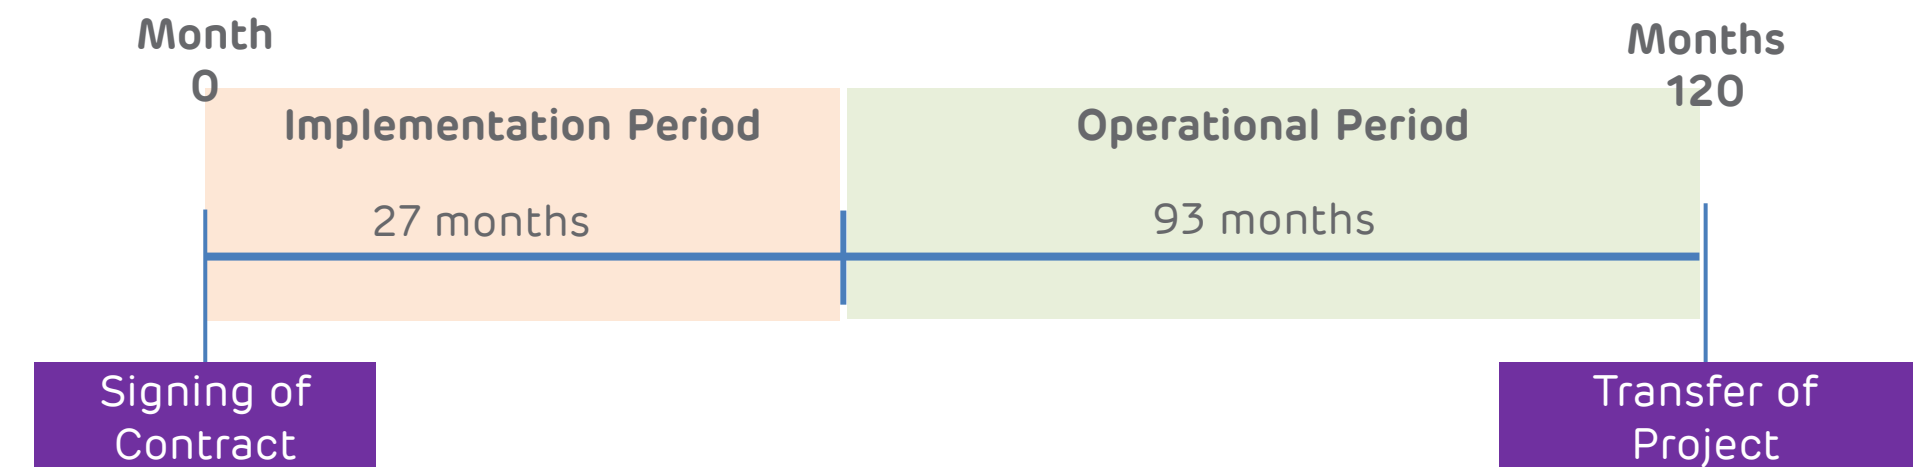 Month
0
Months
120
Implementation Period
Operational Period
27 months
93 months
Signing of
Contract
Transfer of
Project